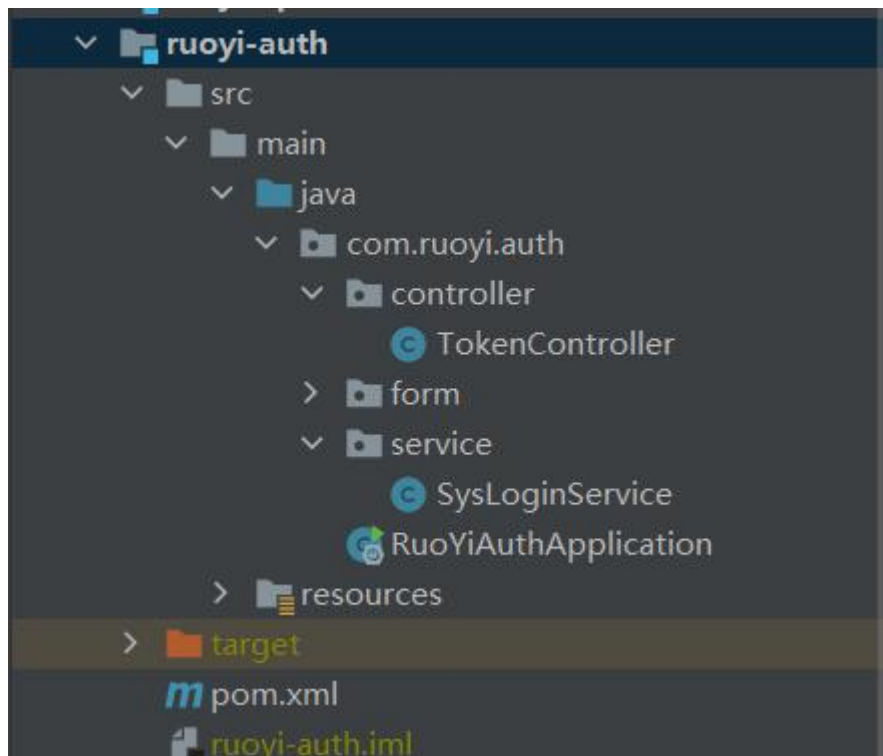 ruoyi-auth
src
main
java
com.ruoyi.auth
controller
TokenController
form
service
SysLoginService
RuoYiAuthApplication
resources
target
pom.xml
ruoyi-auth.iml